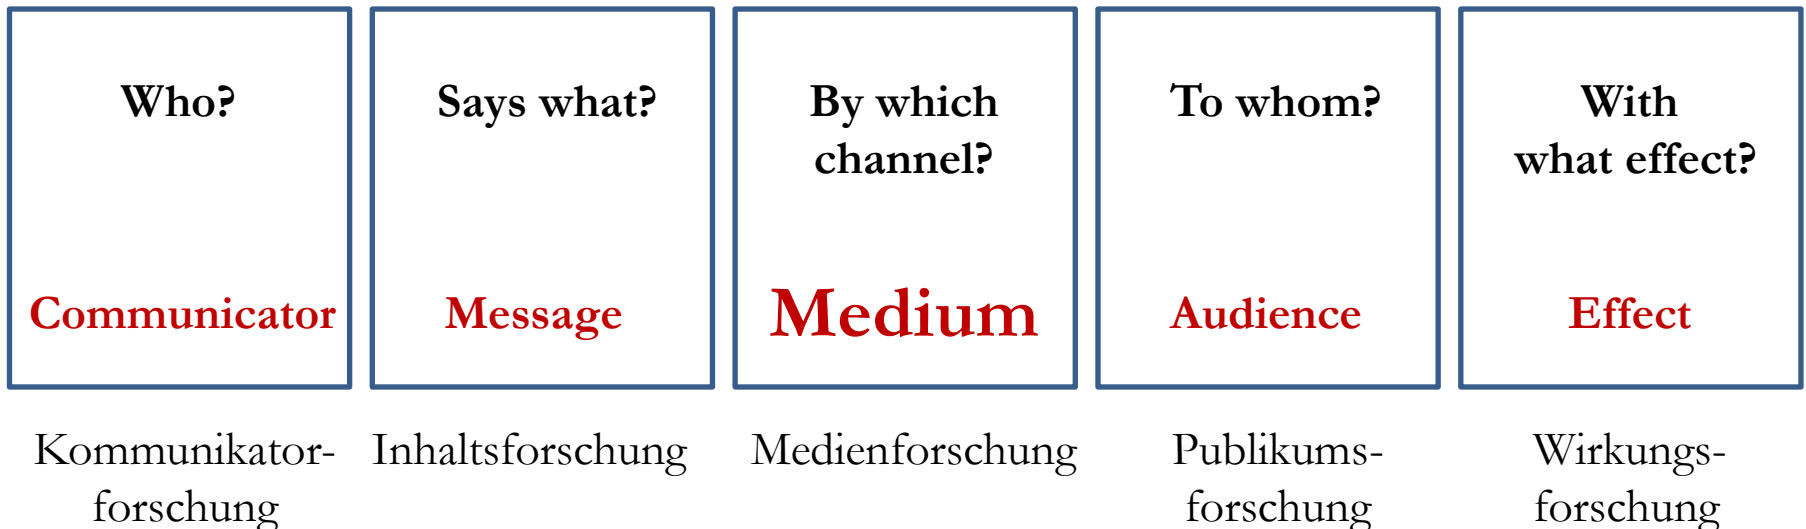 Who?
Communicator
Says what?
Message
By which
channel?
Medium
To whom?
Audience
With
what effect?
Effect
Kommunikator-
forschung
Inhaltsforschung
Medienforschung
Publikums-
forschung
Wirkungs-
forschung